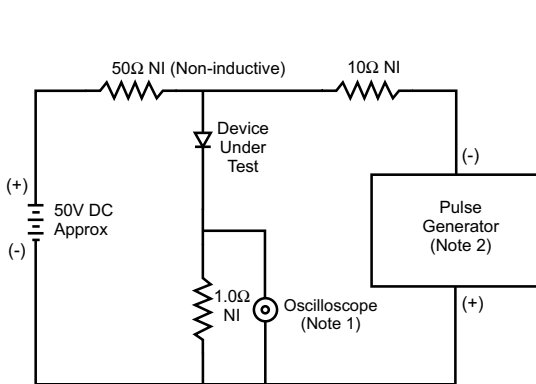 50Ω NI (Non-inductive)
10Ω NI
Device
Under
Test
(+)
50V DC
Approx
(-)
(-)
Pulse
Generator
(Note 2)
(+)
1.0Ω
NI
Oscilloscope
(Note 1)